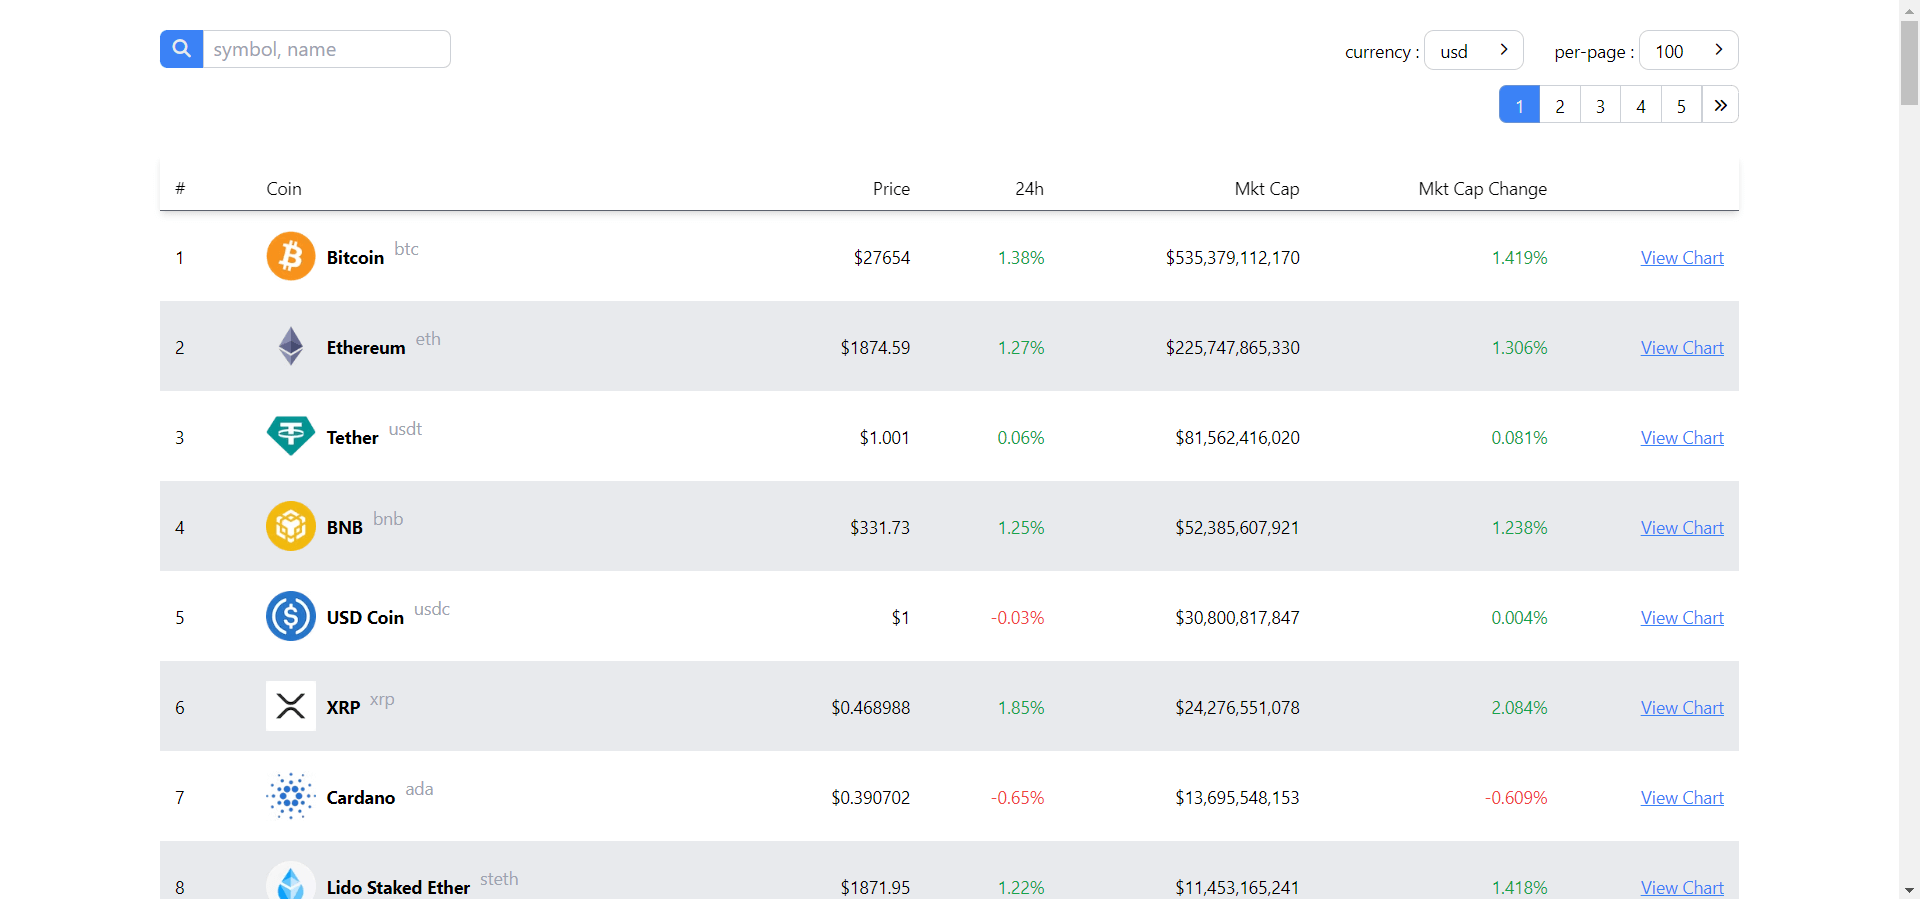 symbol, name currency : usd per-page : 100
1 2 3 4 5 »
# Coin Price 24h Mkt Cap Mkt Cap Change
1 Bitcoin btc $27654 1.38% $535,379,112,170 1.419% View Chart
2 Ethereum eth $1874.59 1.27% $225,747,865,330 1.306% View Chart
3 Tether usdt $1.001 0.06% $81,562,416,020 0.081% View Chart
4 BNB bnb $331.73 1.25% $52,385,607,921 1.238% View Chart
5 USD Coin usdc $1 -0.03% $30,800,817,847 0.004% View Chart
6 XRP xrp $0.468988 1.85% $24,276,551,078 2.084% View Chart
7 Cardano ada $0.390702 -0.65% $13,695,548,153 -0.609% View Chart
8 Lido Staked Ether steth $1871.95 1.22% $11,453,165,241 1.418% View Chart